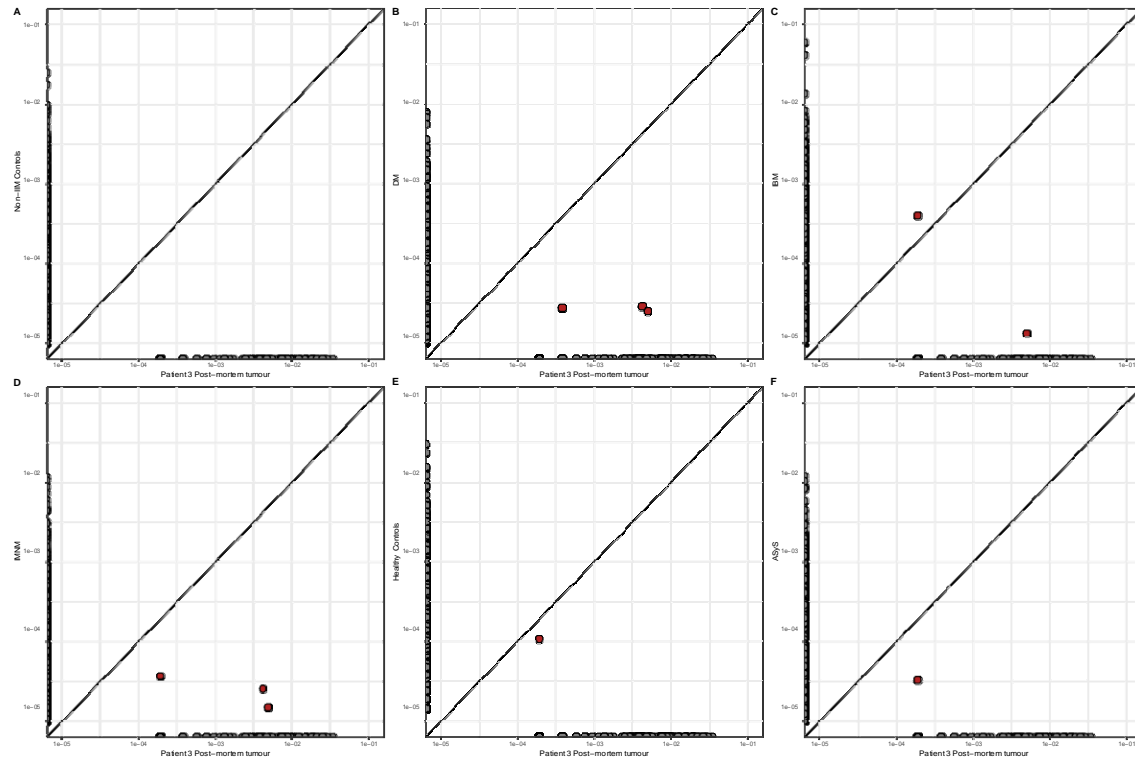 A
1e−01
1e−02
1e−03
1e−04
1e−05
Non−IIM Controls
1e−05 1e−04 1e−03 1e−02 1e−01
Patient 3 Post−mortem tumour
B
1e−01
1e−02
1e−03
1e−04
1e−05
DM
1e−05 1e−04 1e−03 1e−02 1e−01
Patient 3 Post−mortem tumour
C
1e−01
1e−02
1e−03
1e−04
1e−05
IBM
1e−05 1e−04 1e−03 1e−02 1e−01
Patient 3 Post−mortem tumour
D
1e−01
1e−02
1e−03
1e−04
1e−05
IMNM
1e−05 1e−04 1e−03 1e−02 1e−01
Patient 3 Post−mortem tumour
E
1e−01
1e−02
1e−03
1e−04
1e−05
Healthy Controls
1e−05 1e−04 1e−03 1e−02 1e−01
Patient 3 Post−mortem tumour
F
1e−01
1e−02
1e−03
1e−04
1e−05
ASyS
1e−05 1e−04 1e−03 1e−02 1e−01
Patient 3 Post−mortem tumour